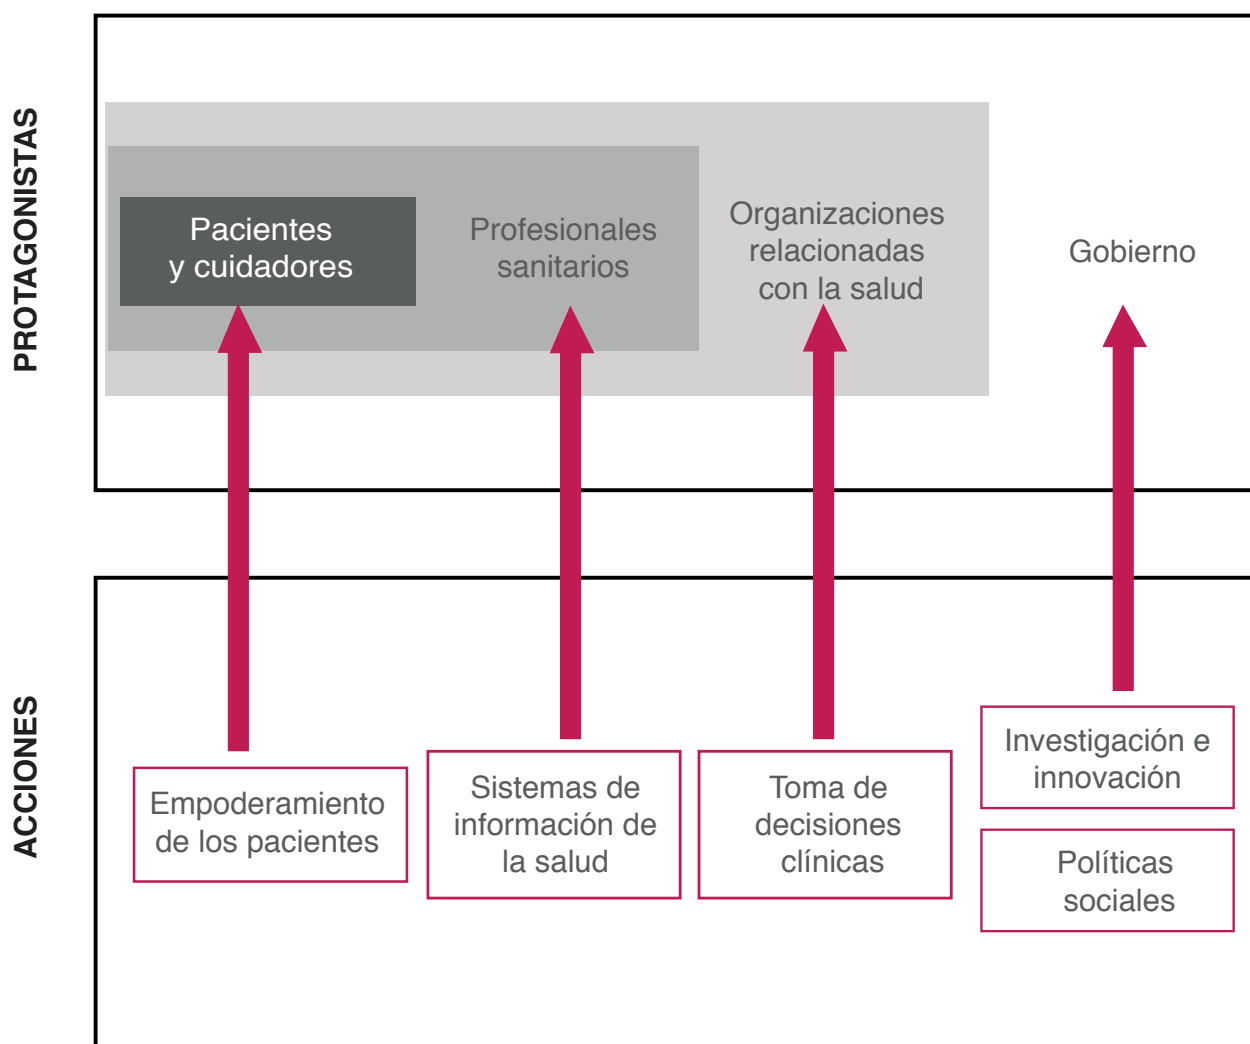 PROTAGONISTAS
Pacientes
y cuidadores
Profesionales
sanitarios
Organizaciones
relacionadas
con la salud
Gobierno
ACCIONES
Empoderamiento
de los pacientes
Sistemas de
información de
la salud
Toma de
decisiones
clínicas
Investigación e
innovación
Políticas
sociales